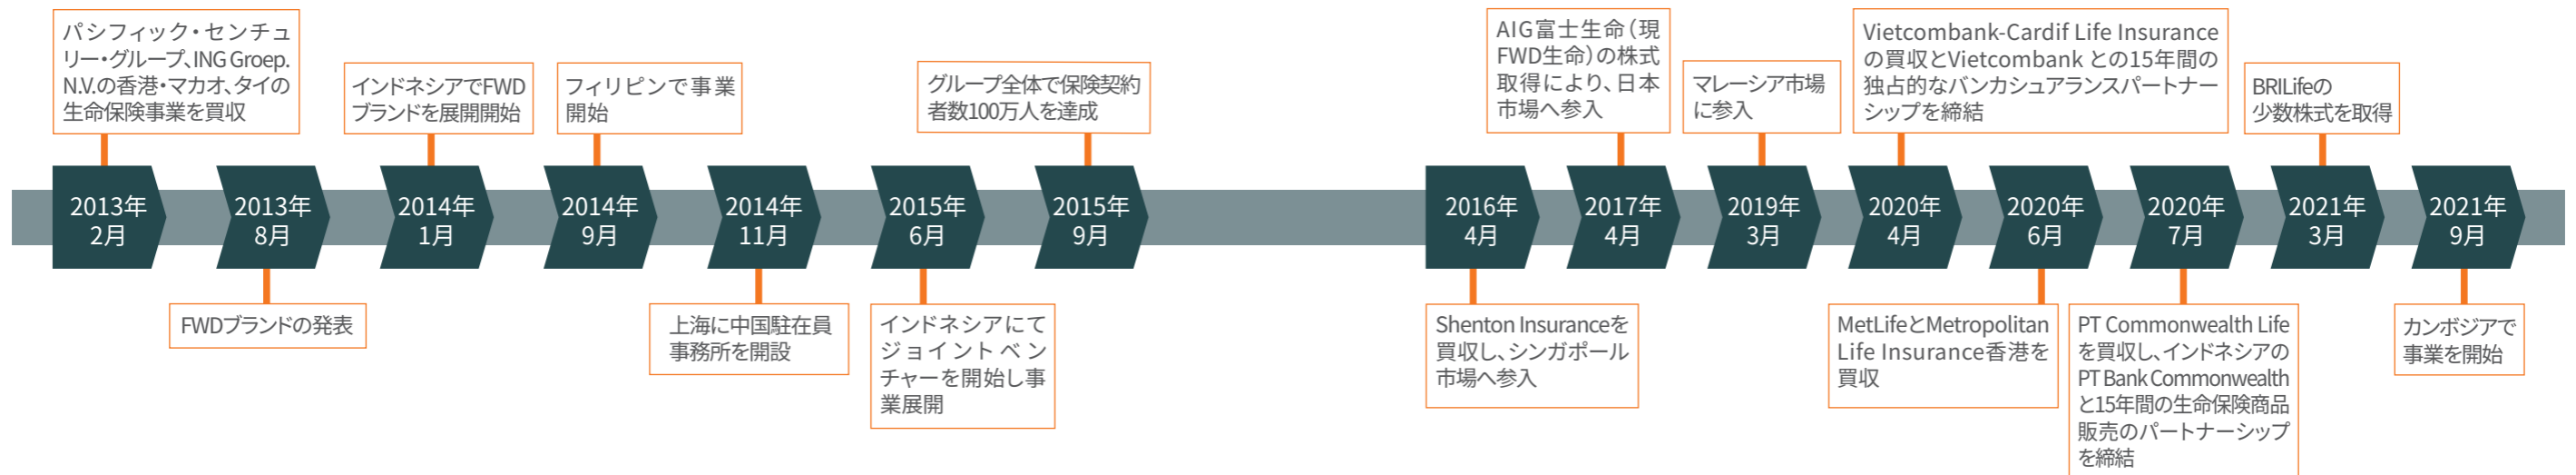 パシフィック・センチュ
リー・グループ、ING Groep.
N.V.の香港・マカオ、タイの
生命保険事業を買収
2013年
2月
2013年
8月
FWDブランドの発表
インドネシアでFWD
ブランドを展開開始
2014年
1月
フィリピンで事業
開始
2014年
9月
2014年
11月
上海に中国駐在員
事務所を開設
2015年
6月
インドネシアにて
ジョイントベン
チャーを開始し事
業展開
グループ全体で保険契約
者数100万人を達成
2015年
9月
2016年
4月
Shenton Insuranceを
買収し、シンガポール
市場へ参入
AIG富士生命（現
FWD生命）の株式
取得により、日本
市場へ参入
2017年
4月
マレーシア市場
に参入
2019年
3月
Vietcombank-Cardif Life Insurance
の買収とVietcombank との15年間の
独占的なバンカシュアランスパートナー
シップを締結
2020年
4月
2020年
6月
MetLifeとMetropolitan
Life Insurance香港を
買収
2020年
7月
PT Commonwealth Life
を買収し、インドネシアの
PT Bank Commonwealth
と15年間の生命保険商品
販売のパートナーシップ
を締結
BRILifeの
少数株式を取得
2021年
3月
2021年
9月
カンボジアで
事業を開始